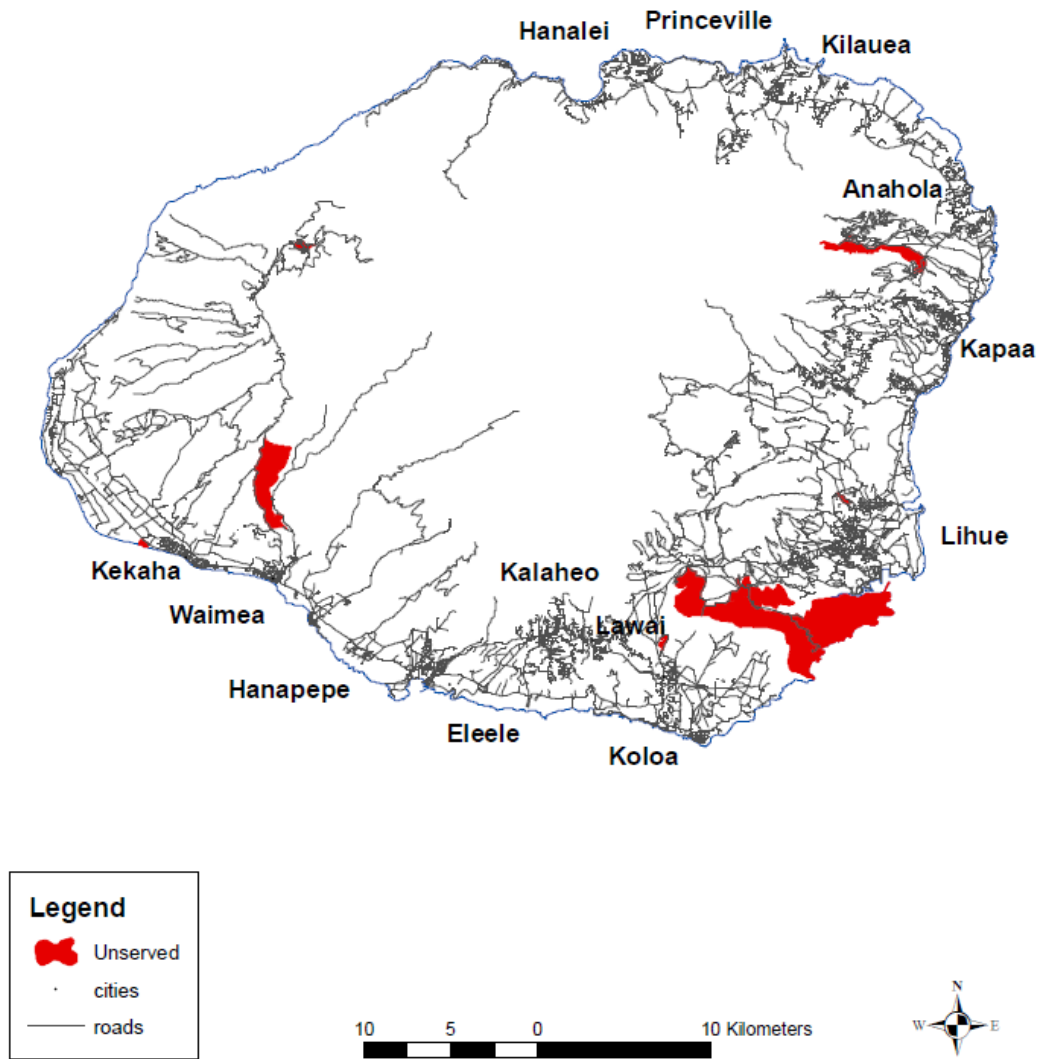 Princeville
Hanalei
Kilauea
Anahola
Kapaa
Lihue
Kekaha
Kalaheo
Waimea
Lawai
Hanapepe
Eleele
Koloa
Legend
Unserved
cities
roads
10 5 0 10 Kilometers
N
W E
S